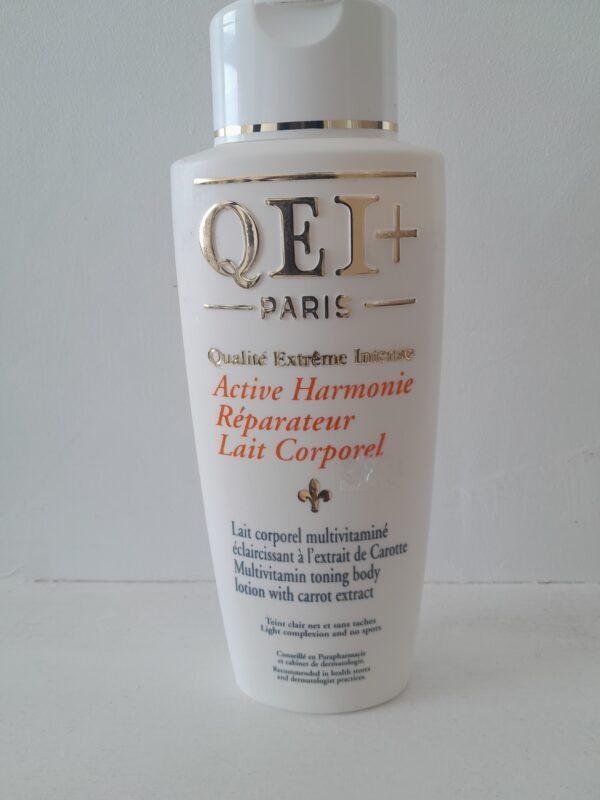 QEI+
PARIS
Qualité Extrême Intense
Active Harmonie
Réparateur
Lait Corporel
Lait corporel multivitaminé
éclaircissant à l'extrait de Carotte
Multivitamin toning body
lotion with carrot extract
Teint clair net et sans taches
Light complexion and no spots
Conseillé en Parapharmacie
et cabinet de dermatologie.
Recommended in health stores
and dermatologist practices.